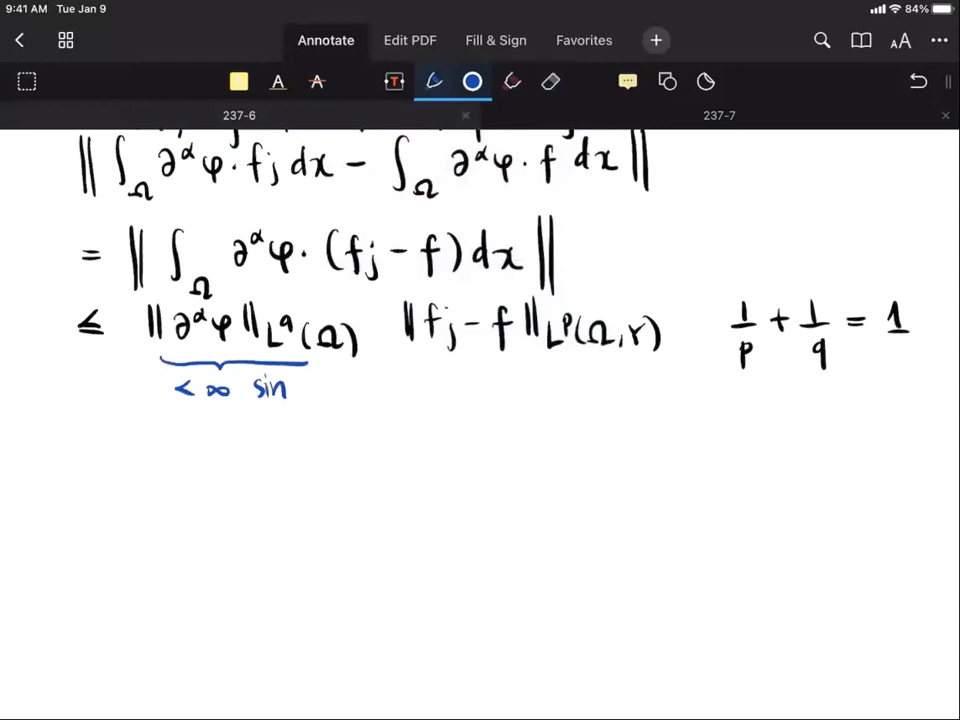 9:41 AM Tue Jan 9 84%
Annotate Edit PDF Fill & Sign Favorites
237-6 237-7
‖ ∫_Ω ∂^α φ · f_j dx − ∫_Ω ∂^α φ · f dx ‖
= ‖ ∫_Ω ∂^α φ · (f_j − f) dx ‖
≤ ‖ ∂^α φ ‖_{L^q(Ω)} ‖ f_j − f ‖_{L^p(Ω,Y)} 1/p + 1/q = 1
< ∞ sin